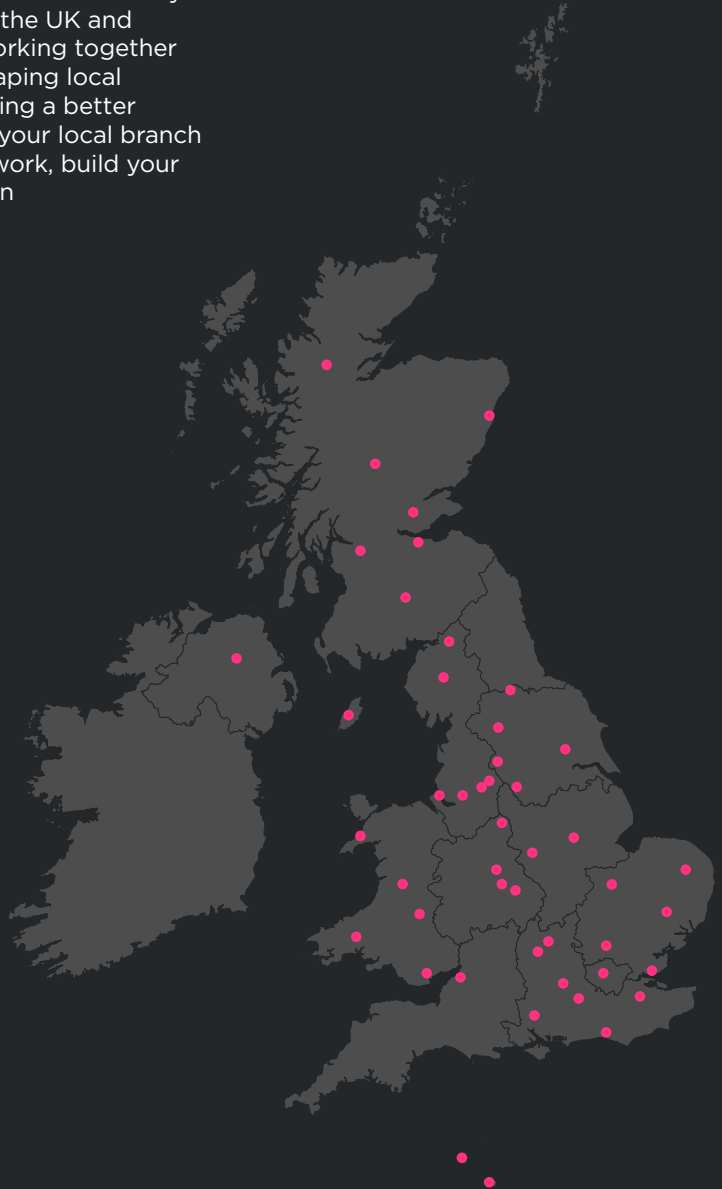 the UK and
orking together
aping local
ing a better
your local branch
work, build your
n